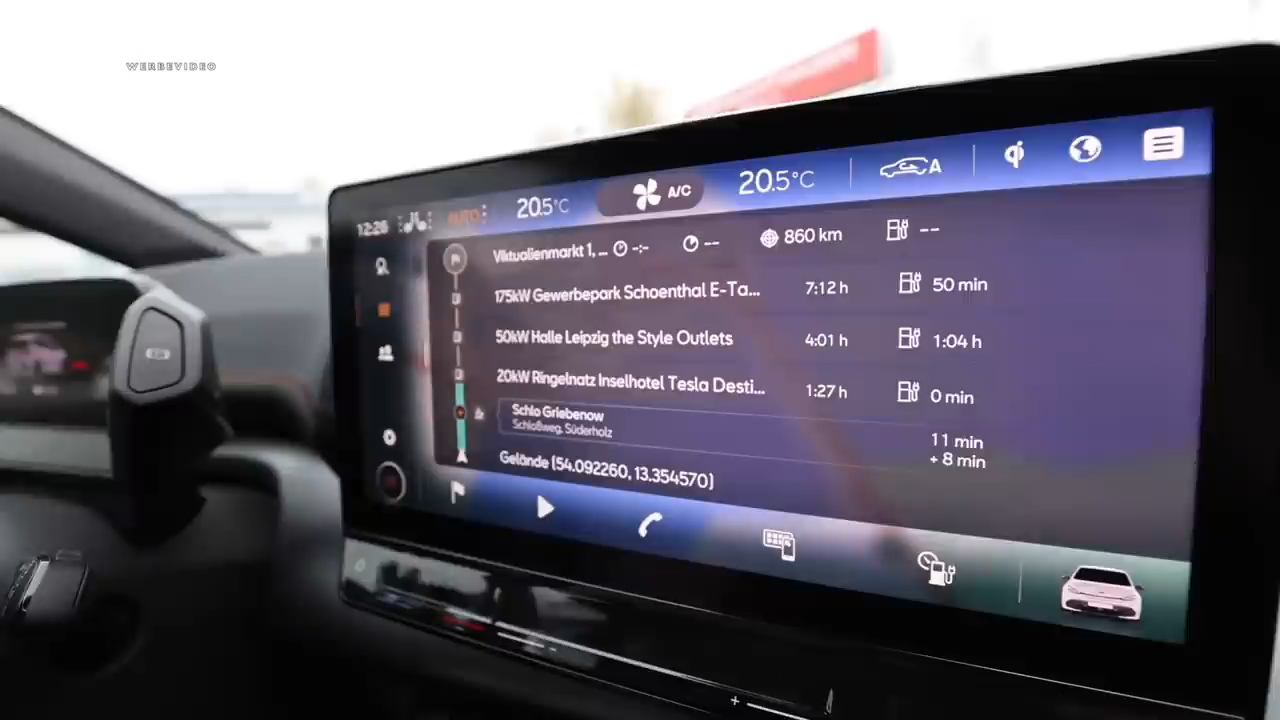 WERBEVIDEO
12:26 AUTO 20.5°C A/C 20.5°C A
Viktualienmarkt 1, ... -:- -- 860 km --
175kW Gewerbepark Schoenthal E-Ta... 7:12 h 50 min
50kW Halle Leipzig the Style Outlets 4:01 h 1:04 h
20kW Ringelnatz Inselhotel Tesla Desti... 1:27 h 0 min
Schlo Griebenow
Schloßweg, Süderholz
11 min
+ 8 min
Gelände (54.092260, 13.354570)